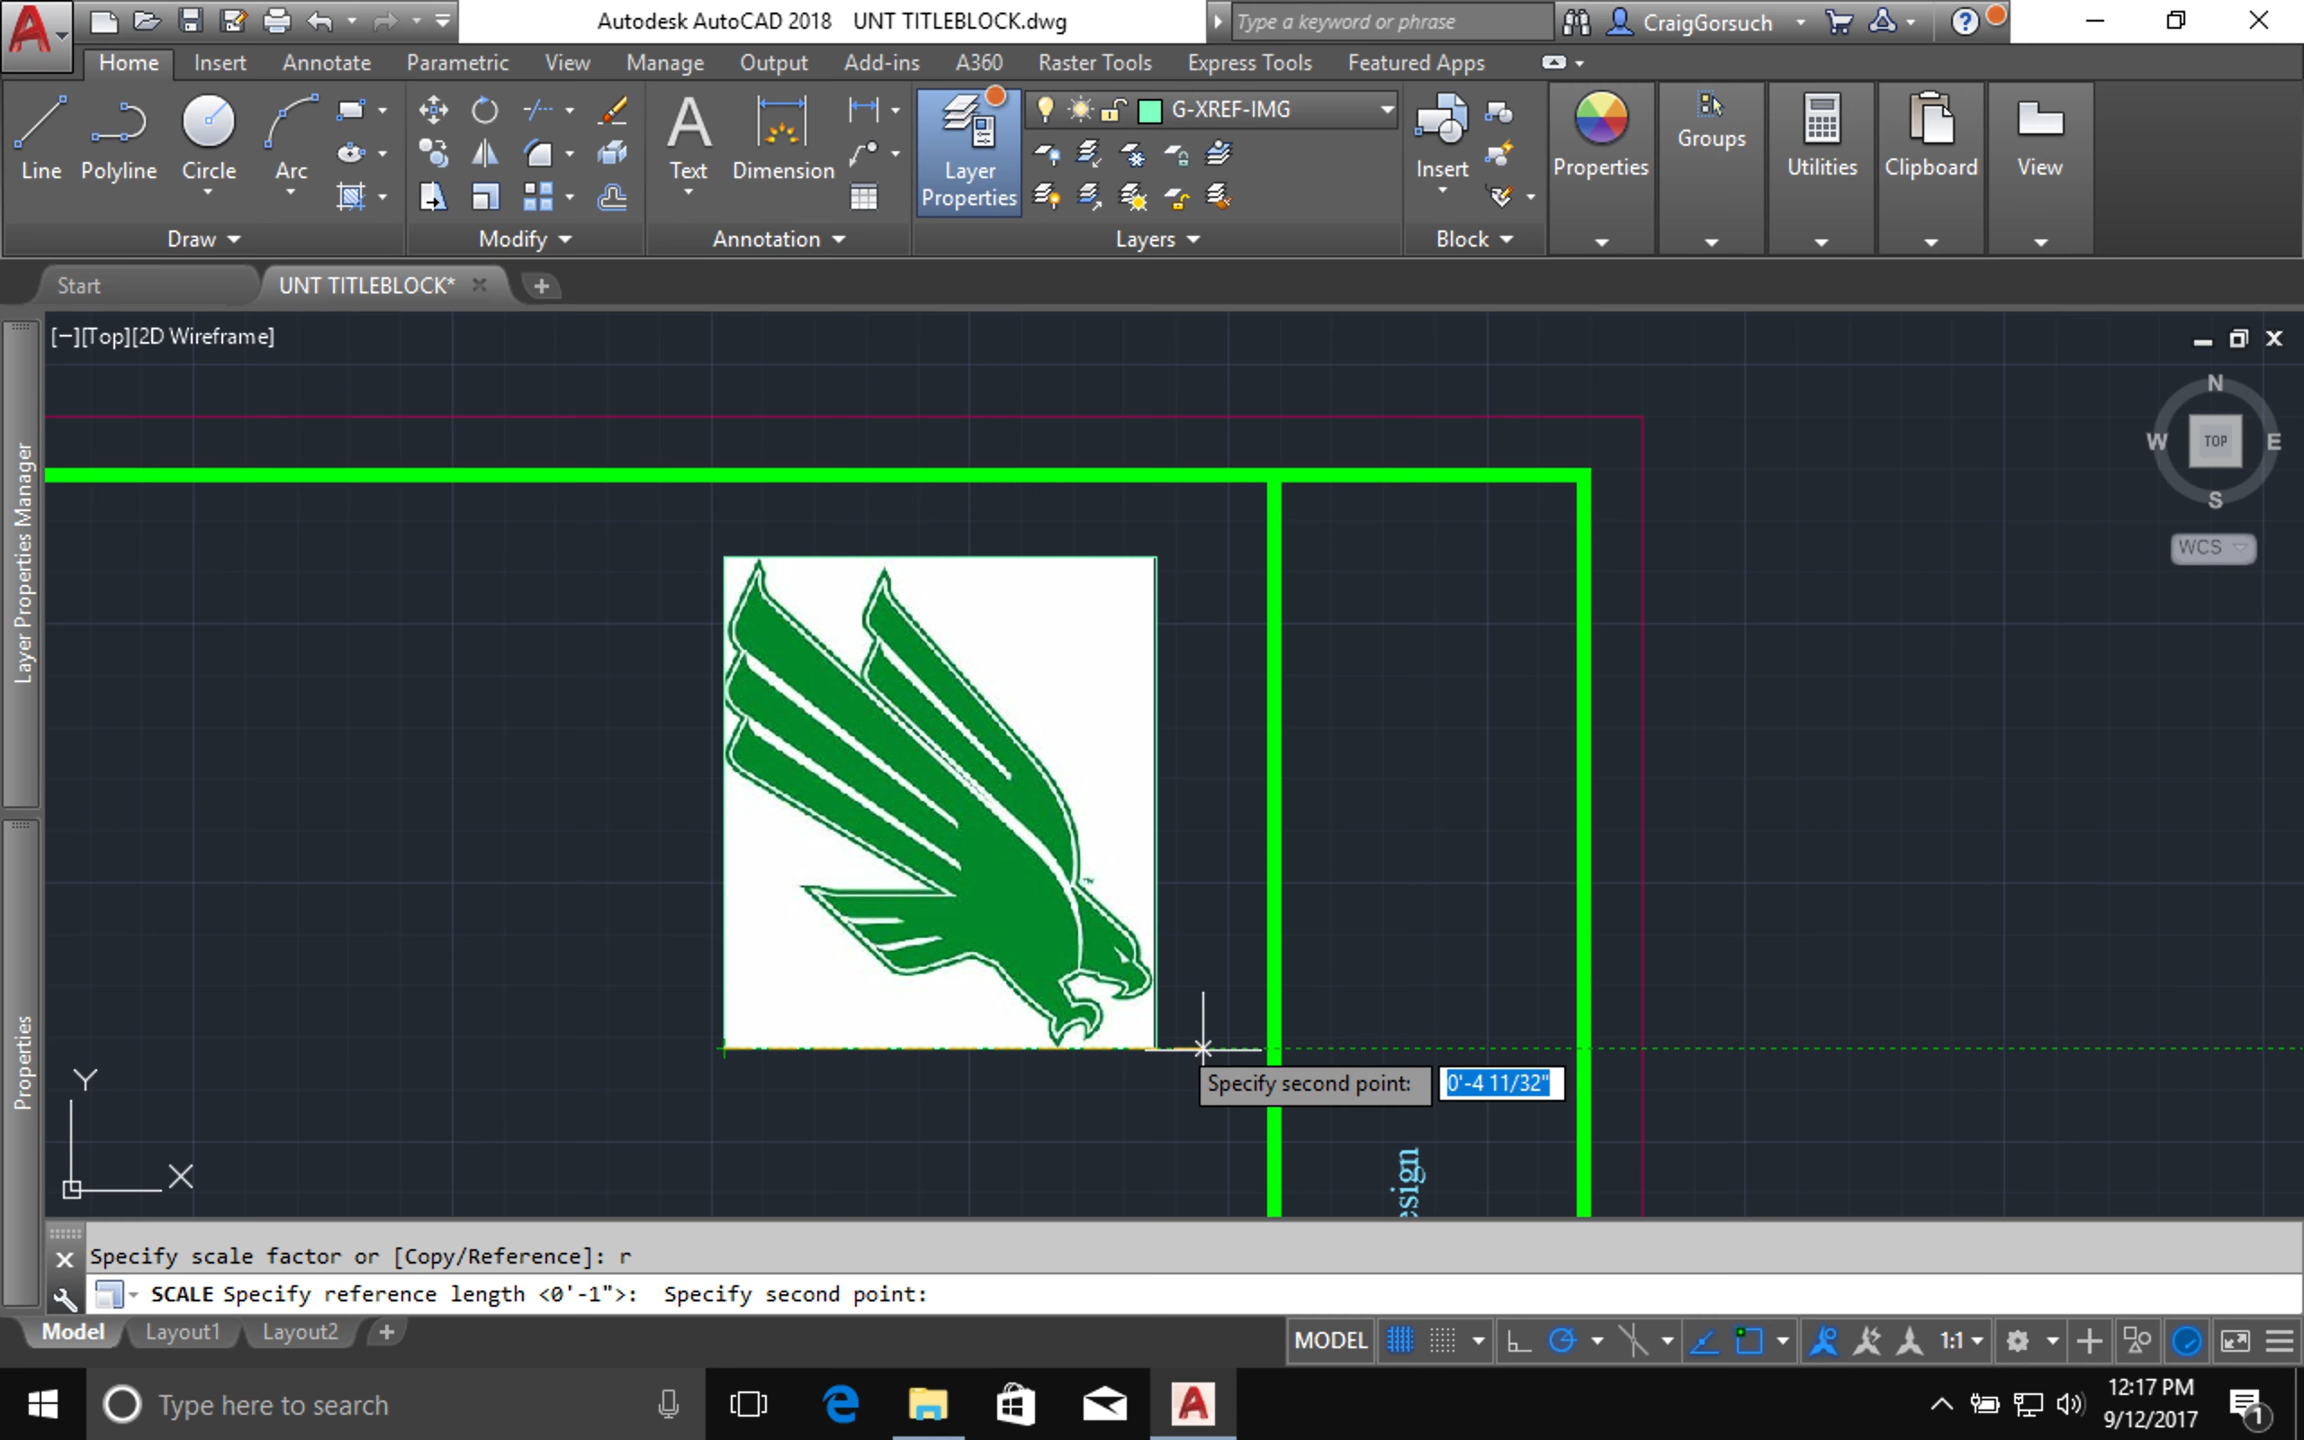 Autodesk AutoCAD 2018 UNT TITLEBLOCK.dwg Type a keyword or phrase CraigGorsuch
Home Insert Annotate Parametric View Manage Output Add-ins A360 Raster Tools Express Tools Featured Apps
G-XREF-IMG
Line Polyline Circle Arc Text Dimension Layer Properties Insert Properties Groups Utilities Clipboard View
Draw Modify Annotation Layers Block
Start UNT TITLEBLOCK*
[−][Top][2D Wireframe]
N
W TOP E
S
WCS
Layer Properties Manager
Properties
™
Specify second point: 0'-4 11/32"
esign
Y
X
Specify scale factor or [Copy/Reference]: r
SCALE Specify reference length <0'-1">: Specify second point:
Model Layout1 Layout2 +
MODEL 1:1
Type here to search
12:17 PM
9/12/2017
1